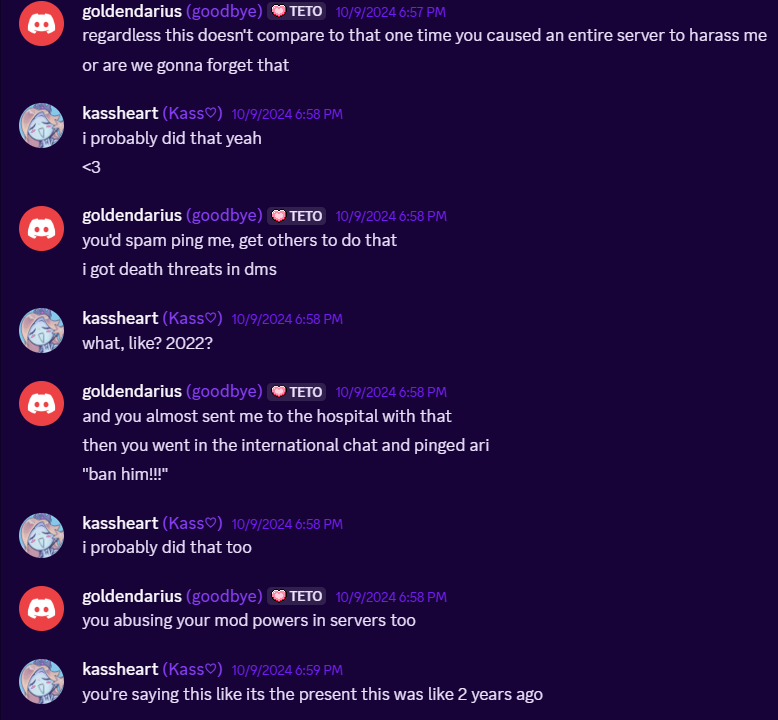 goldendarius (goodbye) TETO 10/9/2024 6:57 PM
regardless this doesn't compare to that one time you caused an entire server to harass me
or are we gonna forget that
kassheart (Kass♡) 10/9/2024 6:58 PM
i probably did that yeah
<3
goldendarius (goodbye) TETO 10/9/2024 6:58 PM
you'd spam ping me, get others to do that
i got death threats in dms
kassheart (Kass♡) 10/9/2024 6:58 PM
what, like? 2022?
goldendarius (goodbye) TETO 10/9/2024 6:58 PM
and you almost sent me to the hospital with that
then you went in the international chat and pinged ari
"ban him!!!"
kassheart (Kass♡) 10/9/2024 6:58 PM
i probably did that too
goldendarius (goodbye) TETO 10/9/2024 6:58 PM
you abusing your mod powers in servers too
kassheart (Kass♡) 10/9/2024 6:59 PM
you're saying this like its the present this was like 2 years ago